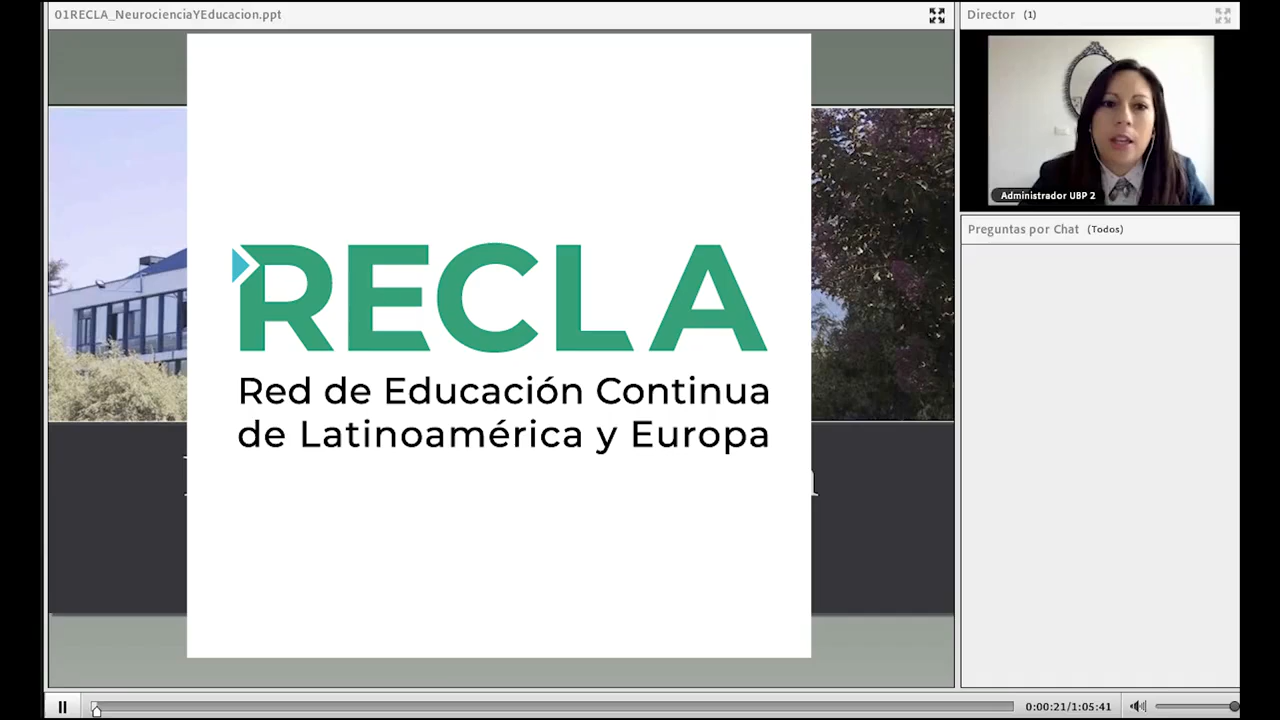 01RECLA_NeurocienciaYEducacion.ppt
Director (1)
Administrador UBP 2
Preguntas por Chat (Todos)
RECLA
Red de Educación Continua
de Latinoamérica y Europa
0:00:21/1:05:41